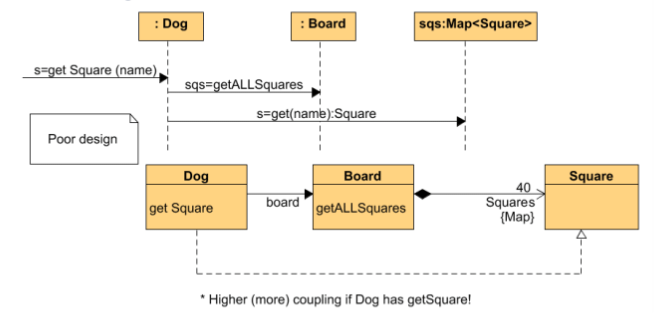 : Dog
: Board
sqs:Map<Square>
s=get Square (name)
sqs=getALLSquares
s=get(name):Square
Poor design
Dog
get Square
board
Board
getALLSquares
40
Squares
{Map}
Square
* Higher (more) coupling if Dog has getSquare!